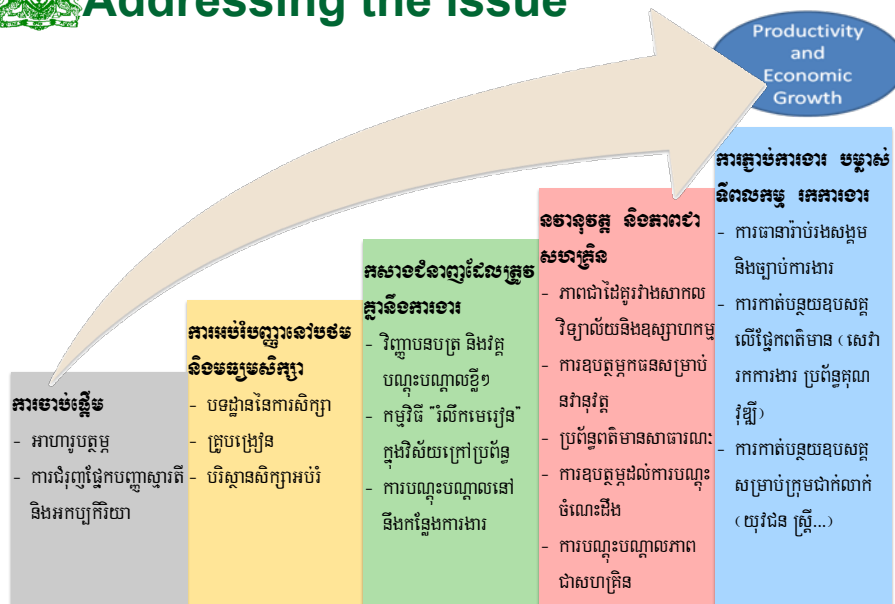 Addressing the Issue
Productivity
and
Economic
Growth
ការចាប់ផ្តើម
- អាហារូបត្ថម្ភ
- ការជំរុញផ្នែកបញ្ញាស្មារតី
និងអកប្បកិរិយា
ការអប់រំបញ្ញានៅបឋម
និងមធ្យមសិក្សា
- បទដ្ឋាននៃការសិក្សា
- គ្រូបង្រៀន
- បរិស្ថានសិក្សាអប់រំ
កសាងជំនាញដែលត្រូវ
គ្នានឹងការងារ
- វិញ្ញាបនបត្រ និងវគ្គ
បណ្តុះបណ្តាលខ្លីៗ
- កម្មវិធី "រំលឹកមេរៀន"
ក្នុងវិស័យក្រៅប្រព័ន្ធ
- ការបណ្តុះបណ្តាលនៅ
នឹងកន្លែងការងារ
នវានុវត្ត និងភាពជា
សហគ្រិន
- ភាពជាដៃគូរវាងសាកល
វិទ្យាល័យនិងឧស្សាហកម្ម
- ការឧបត្ថម្ភកធនសម្រាប់
នវានុវត្ត
- ប្រព័ន្ធពត៌មានសាធារណៈ
- ការឧបត្ថម្ភដល់ការបណ្តុះ
ចំណេះដឹង
- ការបណ្តុះបណ្តាលភាព
ជាសហគ្រិន
ការភ្ជាប់ការងារ បម្លាស់
ទីពលកម្ម រកការងារ
- ការធានារ៉ាប់រងសង្គម
និងច្បាប់ការងារ
- ការកាត់បន្ថយឧបសគ្គ
លើផ្នែកពត៌មាន (សេវា
រកការងារ ប្រព័ន្ធគុណ
វុឌ្ឍី)
- ការកាត់បន្ថយឧបសគ្គ
សម្រាប់ក្រុមជាក់លាក់
(យុវជន ស្ត្រី...)